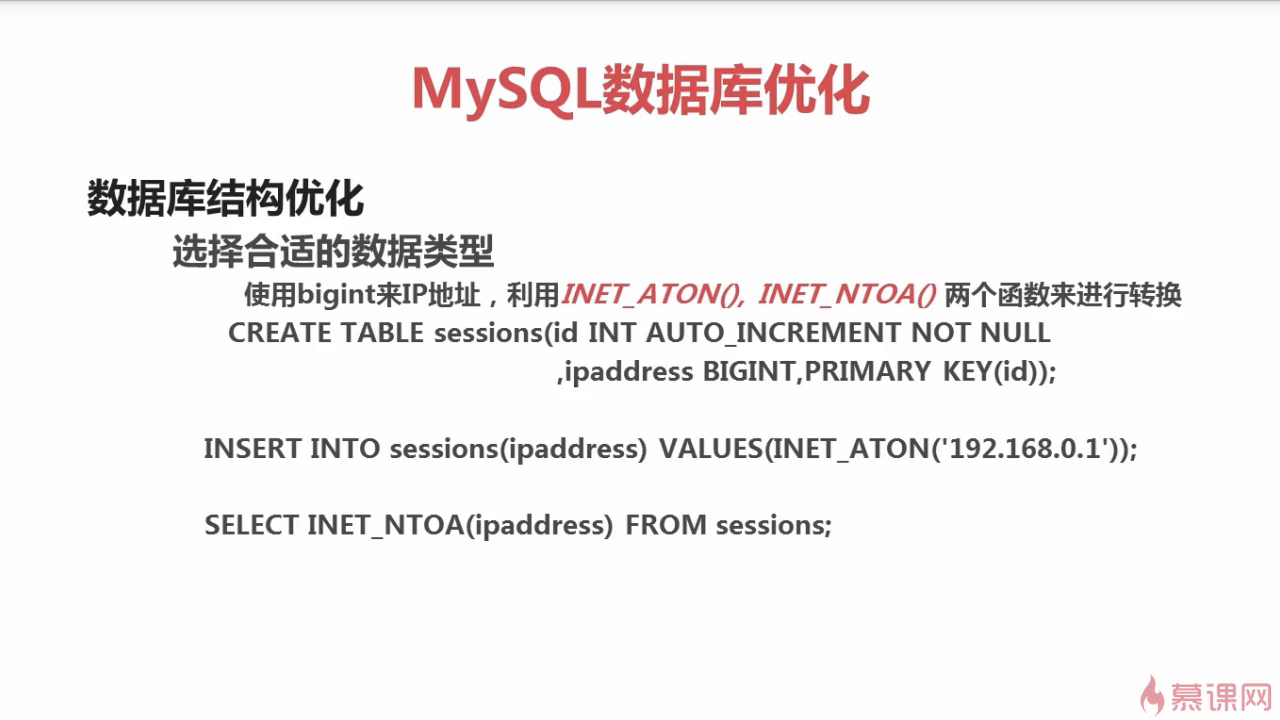 MySQL数据库优化
数据库结构优化
选择合适的数据类型
使用bigint来IP地址，利用INET_ATON(), INET_NTOA() 两个函数来进行转换
CREATE TABLE sessions(id INT AUTO_INCREMENT NOT NULL
,ipaddress BIGINT,PRIMARY KEY(id));
INSERT INTO sessions(ipaddress) VALUES(INET_ATON('192.168.0.1'));
SELECT INET_NTOA(ipaddress) FROM sessions;
慕课网